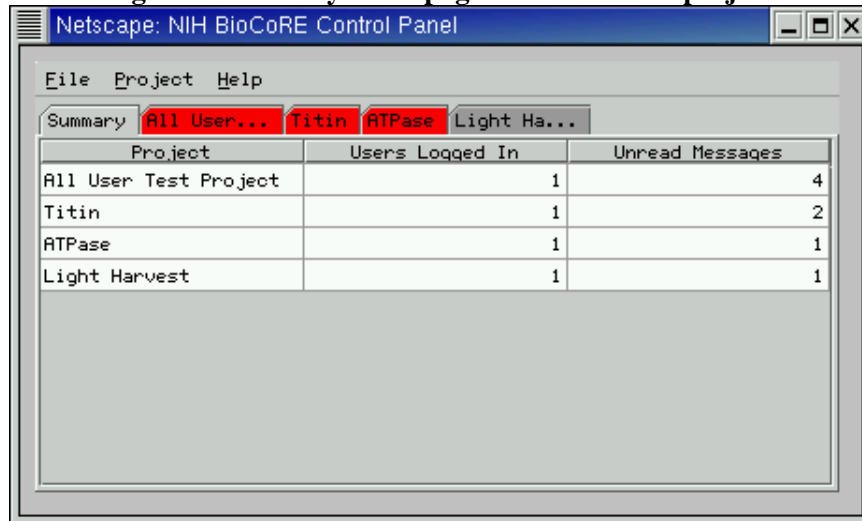 Netscape: NIH BioCoRE Control Panel
File Project Help
Summary All User... Titin ATPase Light Ha...
Project Users Logged In Unread Messages
All User Test Project 1 4
Titin 1 2
ATPase 1 1
Light Harvest 1 1